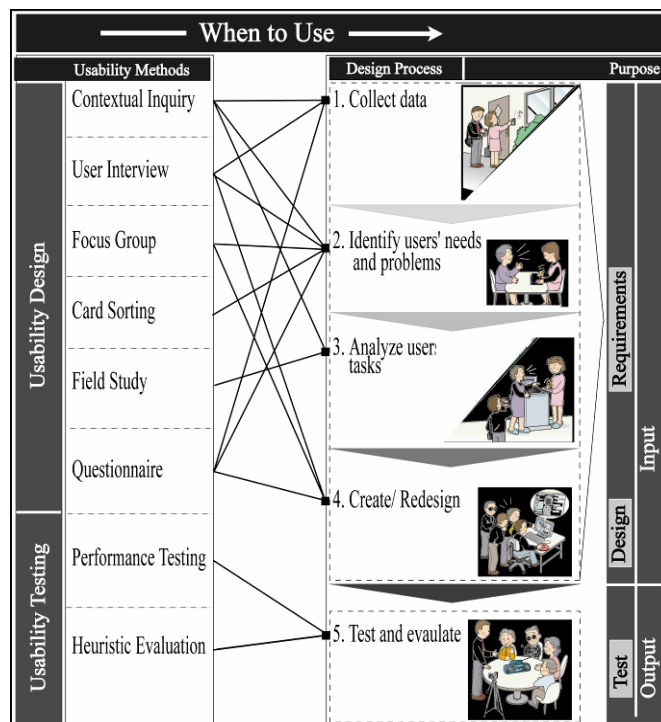 When to Use
Usability Methods
Design Process
Purpose
Usability Design
Contextual Inquiry
User Interview
Focus Group
Card Sorting
Field Study
Questionnaire
Usability Testing
Performance Testing
Heuristic Evaluation
1. Collect data
2. Identify users' needs
and problems
3. Analyze users
tasks
4. Create/ Redesign
5. Test and evaulate
Requirements
Design
Input
Test
Output